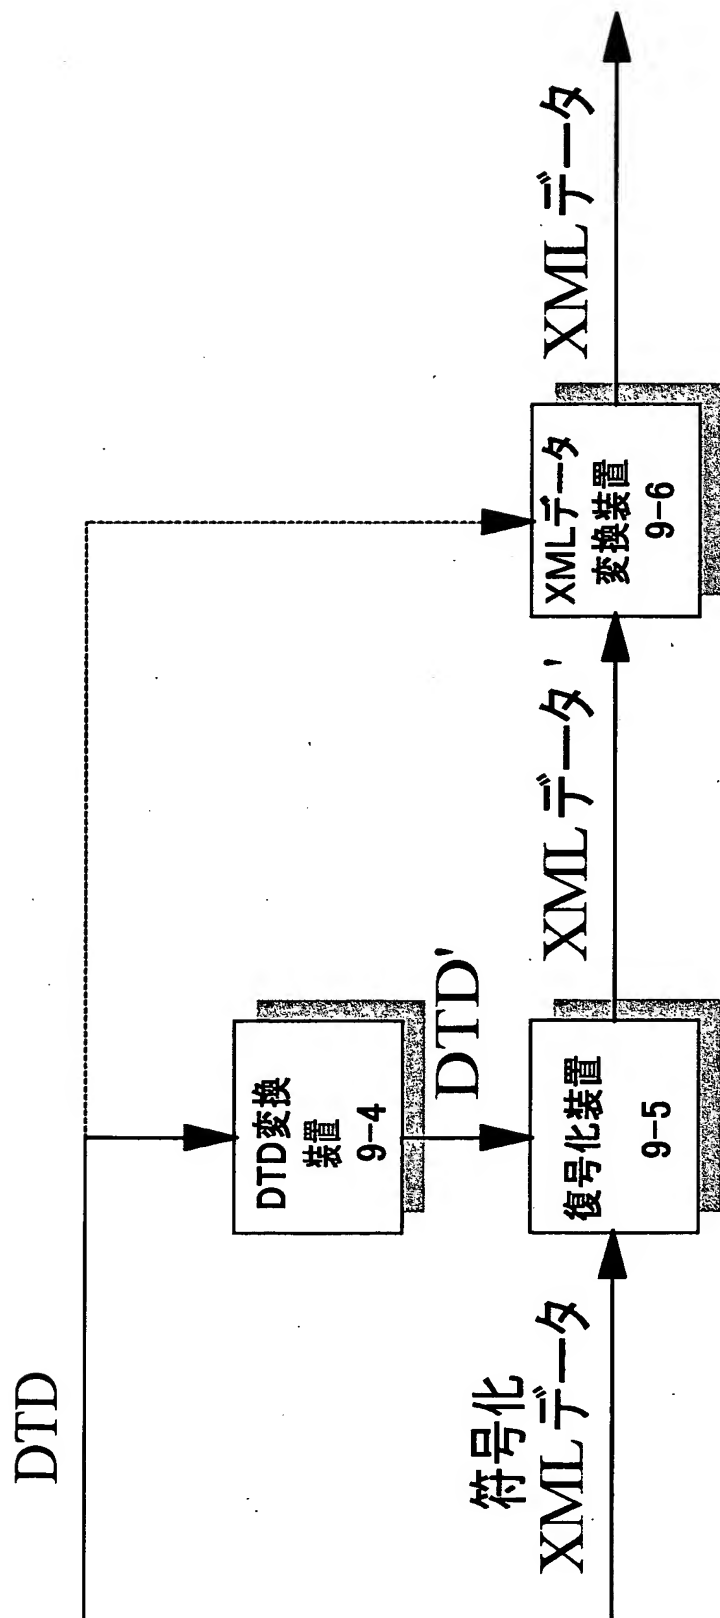 DTD
DTD変換
装置
9-4
DTD'
符号化
XMLデータ
復号化装置
9-5
XMLデータ'
XMLデータ
変換装置
9-6
XMLデータ